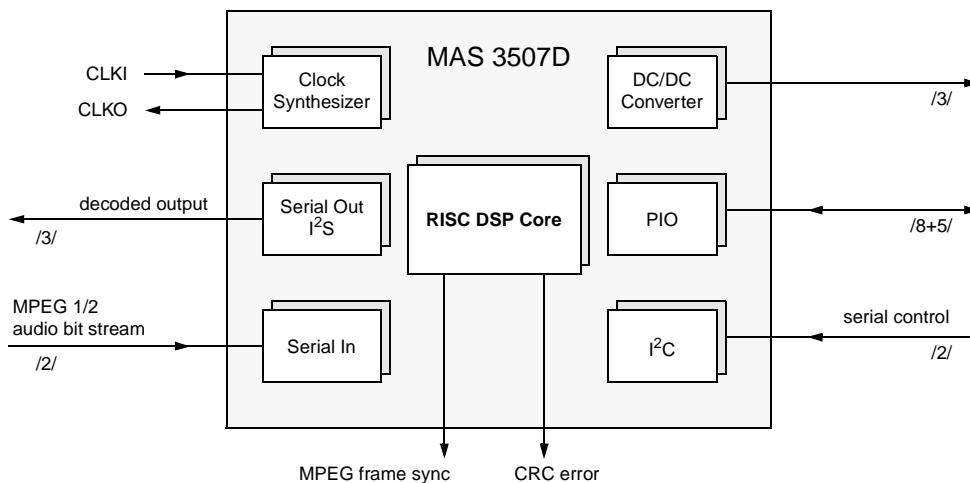 MAS 3507D
CLKI
CLKO
Clock
Synthesizer
DC/DC
Converter
/3/
decoded output
/3/
Serial Out
I²S
RISC DSP Core
PIO
/8+5/
MPEG 1/2
audio bit stream
/2/
Serial In
I²C
serial control
/2/
MPEG frame sync
CRC error